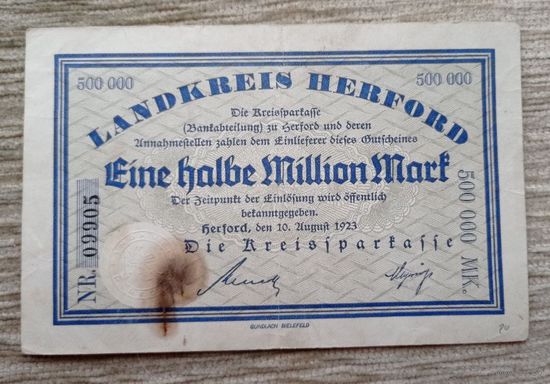 500 000
500 000
LANDKREIS HERFORD
Die Kreissparkasse
(Bankabteilung) zu Herford und deren
Annahmestellen zahlen dem Einlieferer dieses Gutscheines
Eine halbe Million Mark
Der Zeitpunkt der Einlösung wird öffentlich
bekanntgegeben.
Herford, den 10. August 1923
Die Kreissparkasse
NR. 09905
500 000 MK.
GUNDLACH BIELEFELD